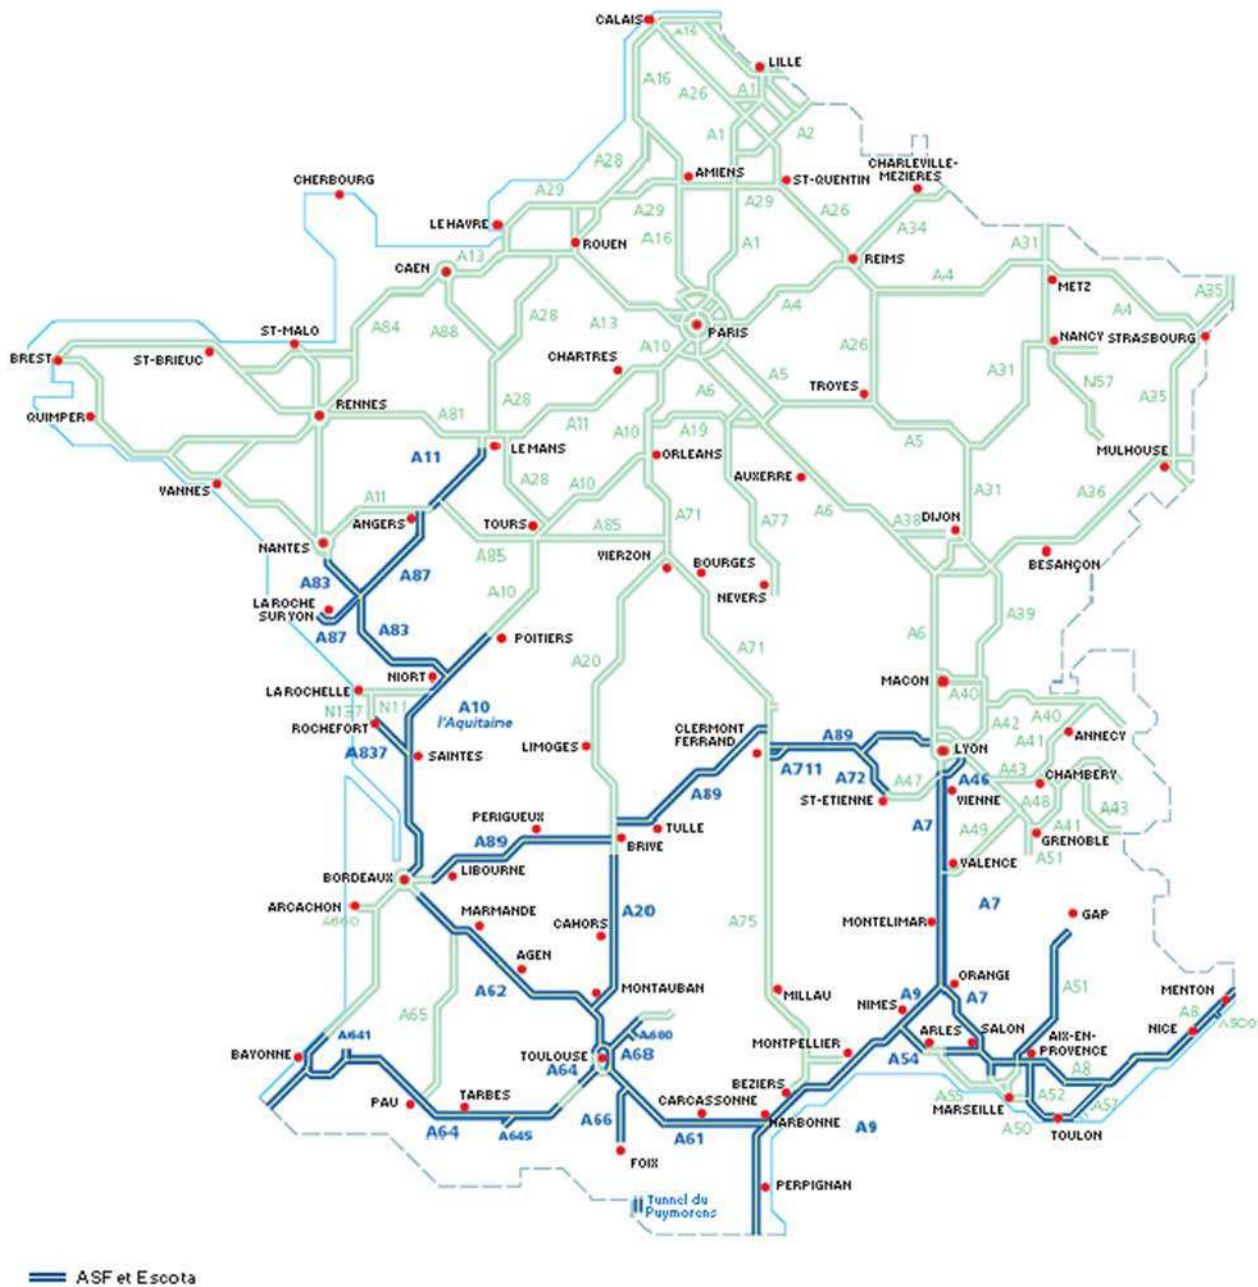 CALAIS
A16
LILLE
A16
A26
A1
A1
A2
CHARLEVILLE-
MEZIERES
A28
AMIENS
ST-QUENTIN
CHERBOURG
A29
A29
A29
A26
A34
LE HAVRE
ROUEN
A16
A1
REIMS
A31
CAEN
A13
A4
METZ
A35
A4
A4
A84
A88
A28
A13
PARIS
ST-MALO
A10
A26
NANCY
STRASBOURG
BREST
ST-BRIEUC
CHARTRES
A6
A5
TROYES
A31
N57
A35
QUIMPER
RENNES
A81
A28
A11
A10
A19
A5
A11
LE MANS
ORLEANS
AUXERRE
MULHOUSE
VANNES
A28
A10
A31
A36
A11
ANGERS
TOURS
A71
A77
A6
A38
DIJON
NANTES
A85
A85
VIERZON
BOURGES
BESANÇON
A83
A87
A10
NEVERS
LA ROCHE
SUR YON
A39
A87
A83
POITIERS
A6
A20
A71
NIORT
MACON
LA ROCHELLE
A40
N137
N11
A10
l'Aquitaine
A42
A40
ROCHEFORT
CLERMONT
FERRAND
A89
ANNECY
A837
SAINTES
LIMOGES
LYON
A41
A711
A72
A46
A43
CHAMBERY
A89
A47
ST-ETIENNE
VIENNE
A48
A43
PERIGUEUX
TULLE
A7
A49
A41
GRENOBLE
A89
BRIVE
A51
LIBOURNE
VALENCE
BORDEAUX
ARCACHON
A660
MARMANDE
CAHORS
A20
A75
MONTELIMAR
A7
GAP
AGEN
A62
MONTAUBAN
MILLAU
ORANGE
A51
MENTON
A65
NIMES
A9
A7
A8
A500
A641
A680
ARLES
SALON
AIX-EN-
PROVENCE
NICE
BAYONNE
TOULOUSE
A68
MONTPELLIER
A54
A64
A8
PAU
TARBES
BEZIERS
A55
A52
A57
A66
CARCASSONNE
MARSEILLE
A64
A645
A61
NARBONNE
A9
A50
TOULON
FOIX
PERPIGNAN
Tunnel du
Puymorens
ASF et Escota